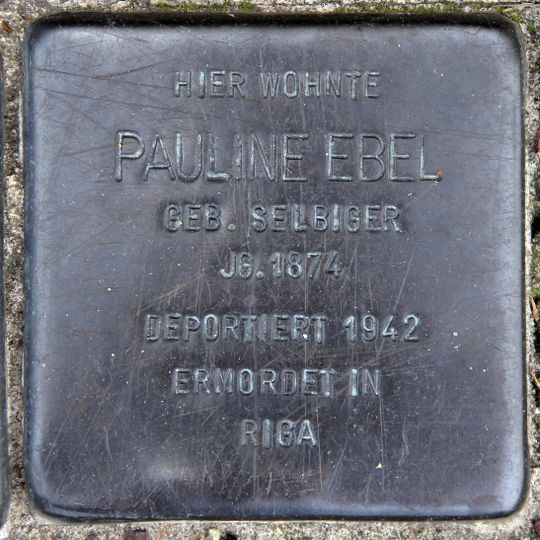 HIER WOHNTE
PAULINE EBEL
GEB. SELBIGER
JG. 1874
DEPORTIERT 1942
ERMORDET IN
RIGA